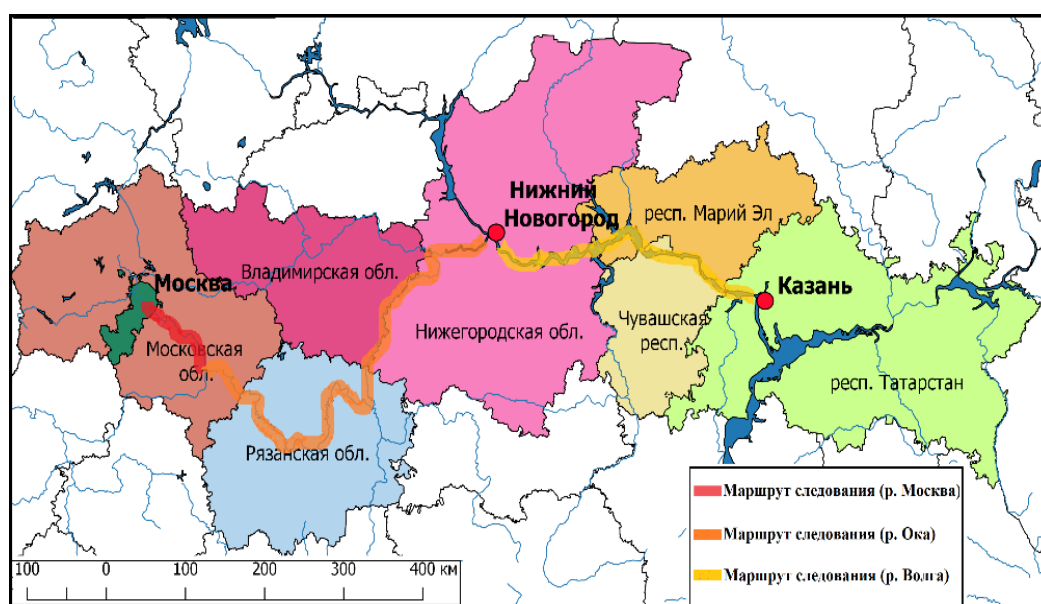 Нижний
Новгород
респ. Марий Эл
Москва
Владимирская обл.
Казань
Московская
обл.
Нижегородская обл.
Чувашская
респ.
респ. Татарстан
Рязанская обл.
Маршрут следования (р. Москва)
Маршрут следования (р. Ока)
Маршрут следования (р. Волга)
100 0 100 200 300 400 км